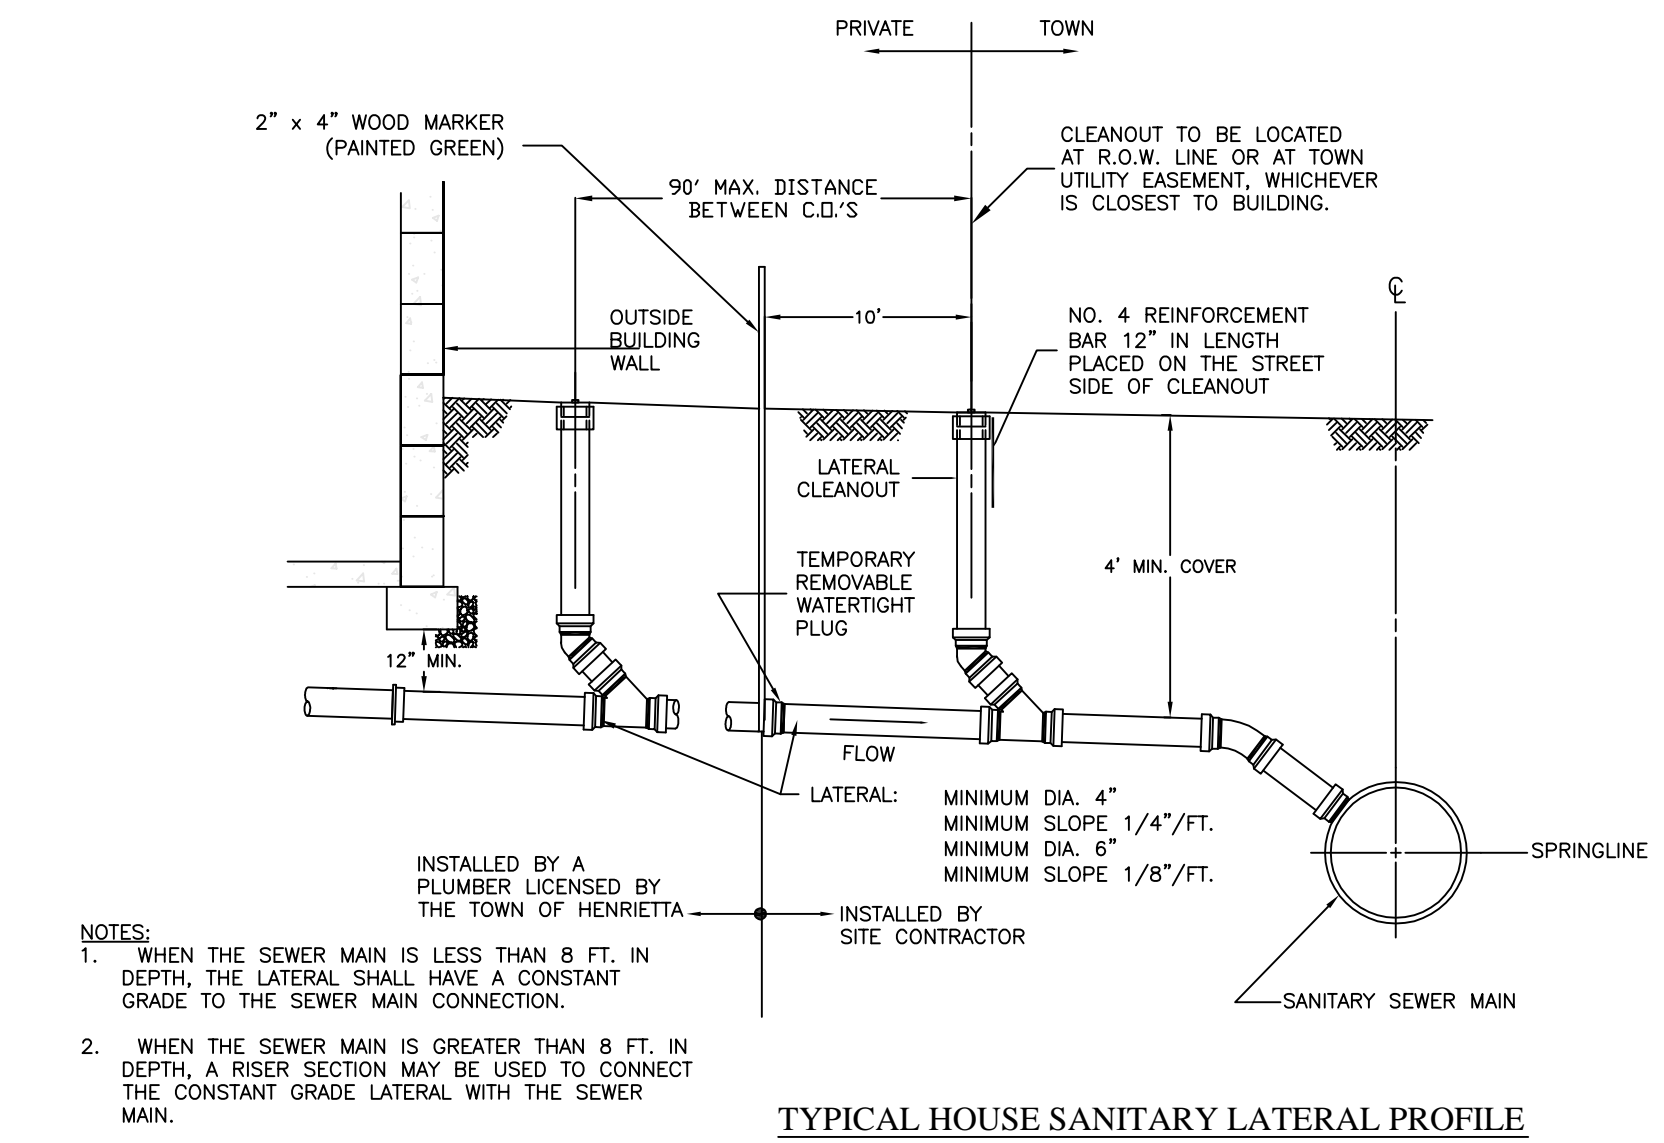 PRIVATE
TOWN
2" x 4" WOOD MARKER
(PAINTED GREEN)
90' MAX. DISTANCE
BETWEEN C.O.'S
CLEANOUT TO BE LOCATED
AT R.O.W. LINE OR AT TOWN
UTILITY EASEMENT, WHICHEVER
IS CLOSEST TO BUILDING.
OUTSIDE
BUILDING
WALL
10'
NO. 4 REINFORCEMENT
BAR 12" IN LENGTH
PLACED ON THE STREET
SIDE OF CLEANOUT
℄
LATERAL
CLEANOUT
TEMPORARY
REMOVABLE
WATERTIGHT
PLUG
4' MIN. COVER
12" MIN.
FLOW
LATERAL:
MINIMUM DIA. 4"
MINIMUM SLOPE 1/4"/FT.
MINIMUM DIA. 6"
MINIMUM SLOPE 1/8"/FT.
SPRINGLINE
INSTALLED BY A
PLUMBER LICENSED BY
THE TOWN OF HENRIETTA
INSTALLED BY
SITE CONTRACTOR
SANITARY SEWER MAIN
NOTES:
1. WHEN THE SEWER MAIN IS LESS THAN 8 FT. IN
DEPTH, THE LATERAL SHALL HAVE A CONSTANT
GRADE TO THE SEWER MAIN CONNECTION.
2. WHEN THE SEWER MAIN IS GREATER THAN 8 FT. IN
DEPTH, A RISER SECTION MAY BE USED TO CONNECT
THE CONSTANT GRADE LATERAL WITH THE SEWER
MAIN.
TYPICAL HOUSE SANITARY LATERAL PROFILE